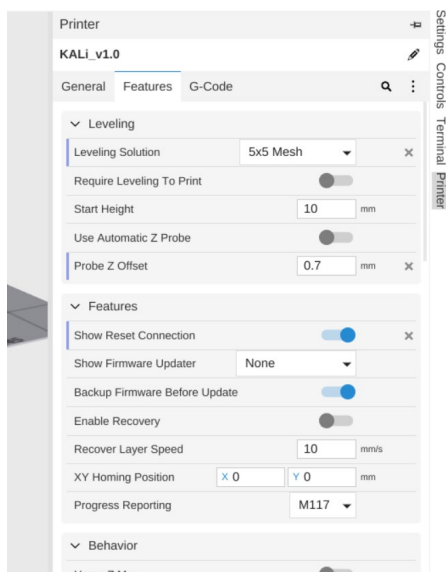 Printer
KALi_v1.0
General Features G-Code
Leveling
Leveling Solution 5x5 Mesh
Require Leveling To Print
Start Height 10 mm
Use Automatic Z Probe
Probe Z Offset 0.7 mm
Features
Show Reset Connection
Show Firmware Updater None
Backup Firmware Before Update
Enable Recovery
Recover Layer Speed 10 mm/s
XY Homing Position X 0 Y 0 mm
Progress Reporting M117
Behavior
Settings Controls Terminal Printer